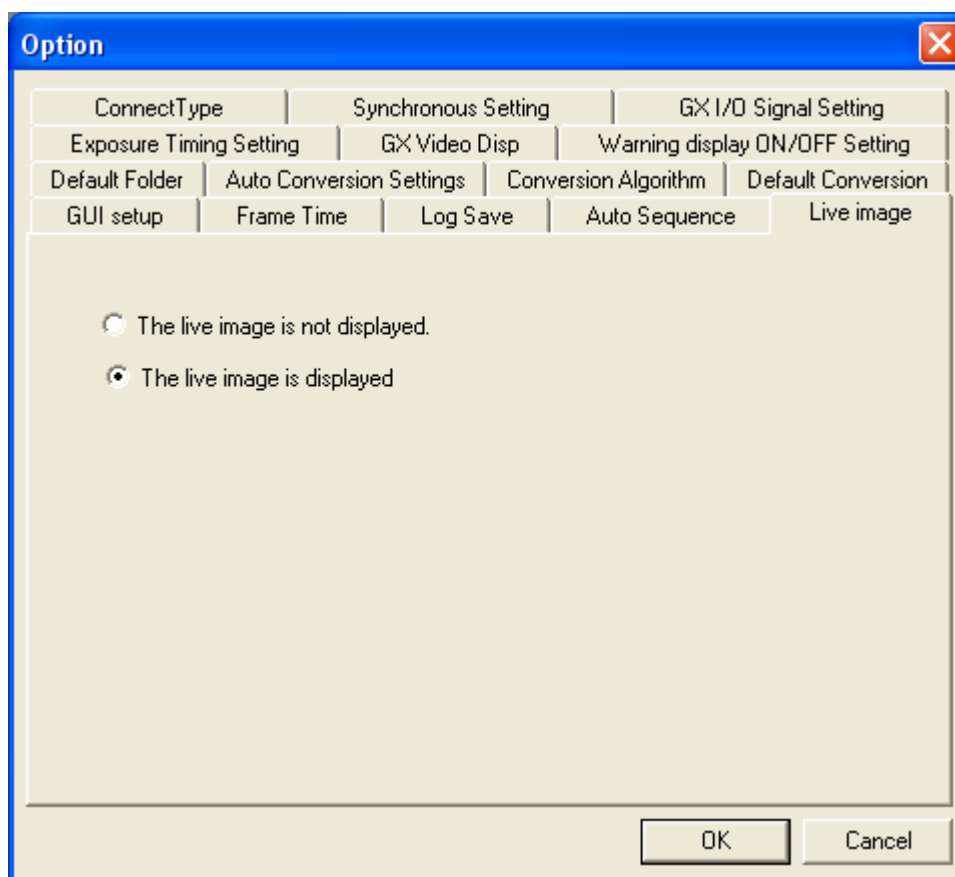 Option
ConnectType Synchronous Setting GX I/O Signal Setting
Exposure Timing Setting GX Video Disp Warning display ON/OFF Setting
Default Folder Auto Conversion Settings Conversion Algorithm Default Conversion
GUI setup Frame Time Log Save Auto Sequence Live image
The live image is not displayed.
The live image is displayed
OK Cancel